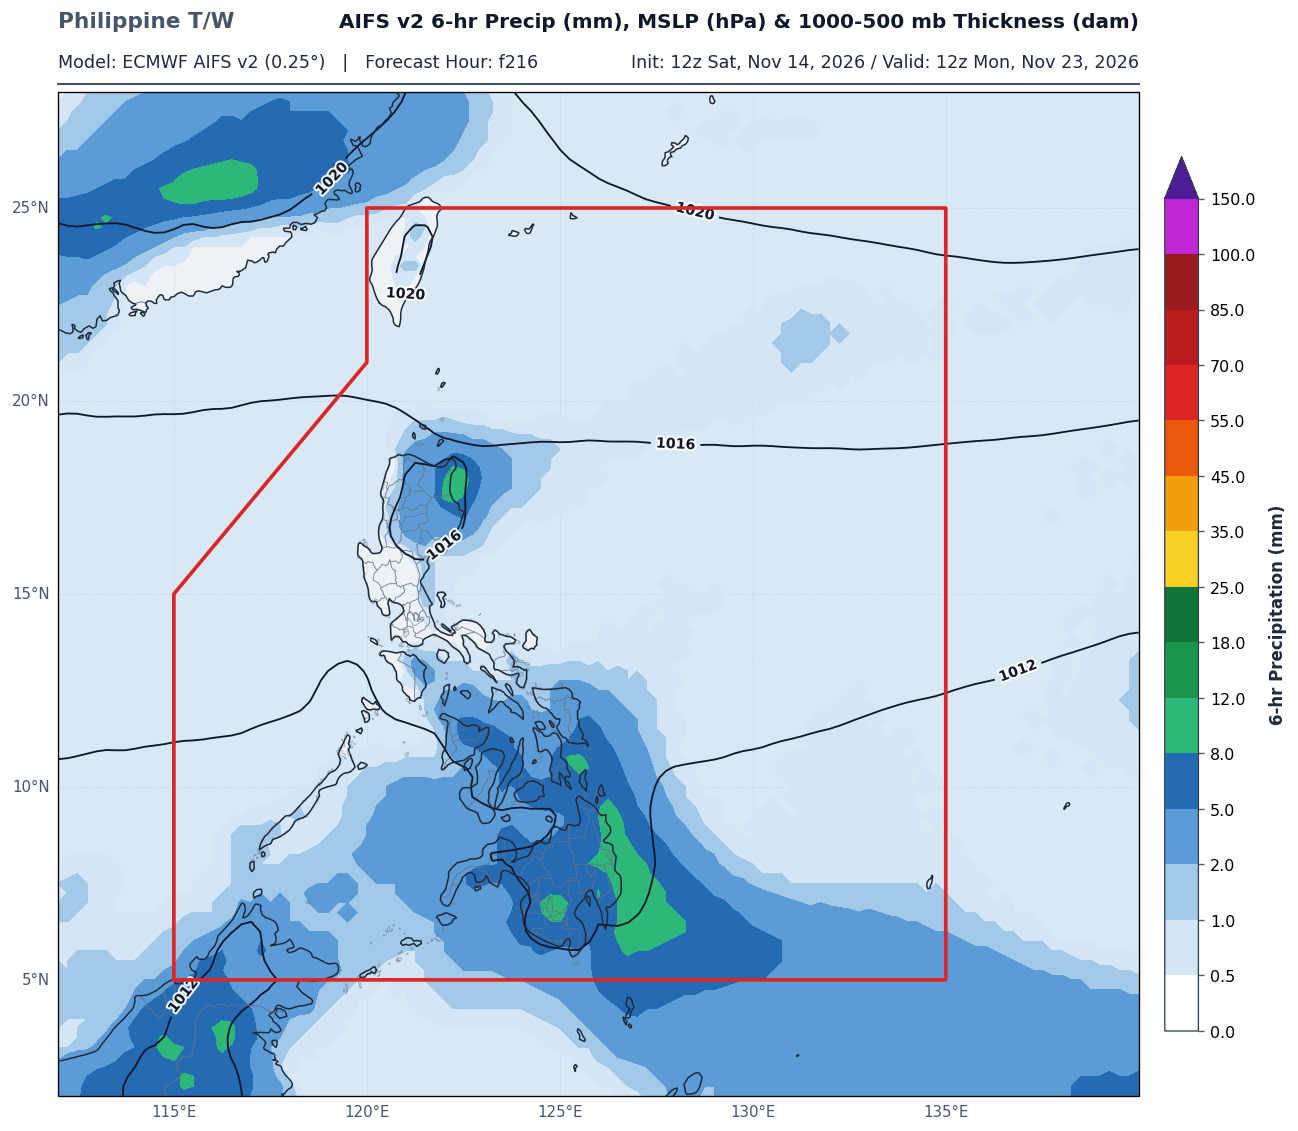 Philippine T/W
AIFS v2 6-hr Precip (mm), MSLP (hPa) & 1000-500 mb Thickness (dam)
Model: ECMWF AIFS v2 (0.25°) | Forecast Hour: f216
Init: 12z Sat, Nov 14, 2026 / Valid: 12z Mon, Nov 23, 2026
1020
1020
1020
1016
1016
1012
1012
25°N
20°N
15°N
10°N
5°N
115°E
120°E
125°E
130°E
135°E
150.0
100.0
85.0
70.0
55.0
45.0
35.0
25.0
18.0
12.0
8.0
5.0
2.0
1.0
0.5
0.0
6-hr Precipitation (mm)